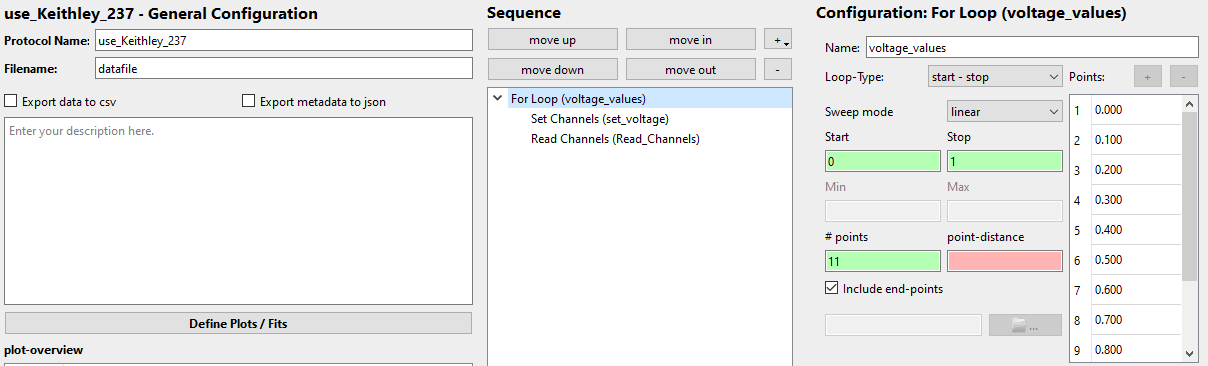 use_Keithley_237 - General Configuration
Protocol Name: use_Keithley_237
Filename: datafile
Export data to csv
Export metadata to json
Enter your description here.
Define Plots / Fits
plot-overview
Sequence
move up
move in
+
move down
move out
-
For Loop (voltage_values)
Set Channels (set_voltage)
Read Channels (Read_Channels)
Configuration: For Loop (voltage_values)
Name: voltage_values
Loop-Type: start - stop
Points: + -
Sweep mode linear
Start
Stop
0
1
Min
Max
# points
point-distance
11
Include end-points
...
1 0.000
2 0.100
3 0.200
4 0.300
5 0.400
6 0.500
7 0.600
8 0.700
9 0.800